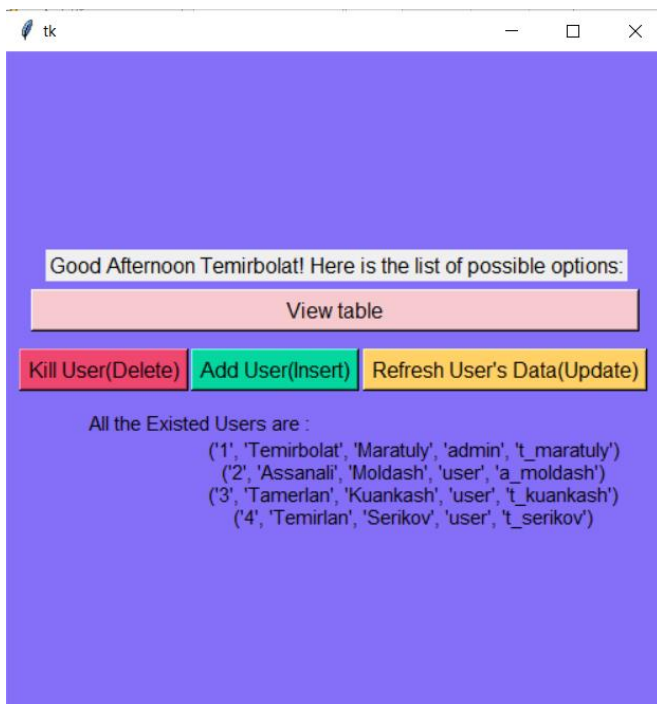 tk
Good Afternoon Temirbolat! Here is the list of possible options:
View table
Kill User(Delete) Add User(Insert) Refresh User's Data(Update)
All the Existed Users are :
('1', 'Temirbolat', 'Maratuly', 'admin', 't_maratuly')
('2', 'Assanali', 'Moldash', 'user', 'a_moldash')
('3', 'Tamerlan', 'Kuankash', 'user', 't_kuankash')
('4', 'Temirlan', 'Serikov', 'user', 't_serikov')